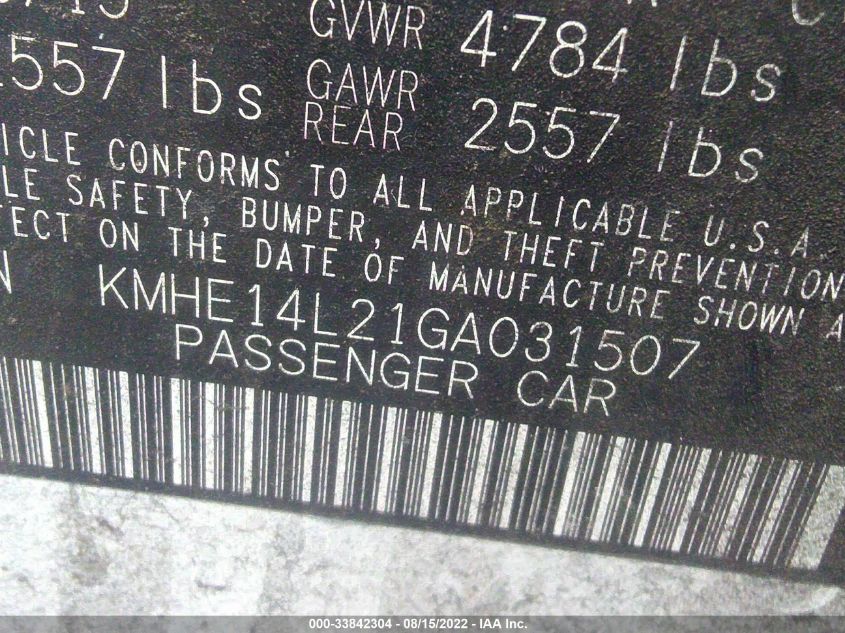 GVWR 4784 lbs
557 lbs GAWR REAR 2557 lbs
ICLE CONFORMS TO ALL APPLICABLE U.S.A.
LE SAFETY, BUMPER, AND THEFT PREVENTION
ECT ON THE DATE OF MANUFACTURE SHOWN A
N KMHE14L21GA031507
PASSENGER CAR
000-33842304 - 08/15/2022 - IAA Inc.